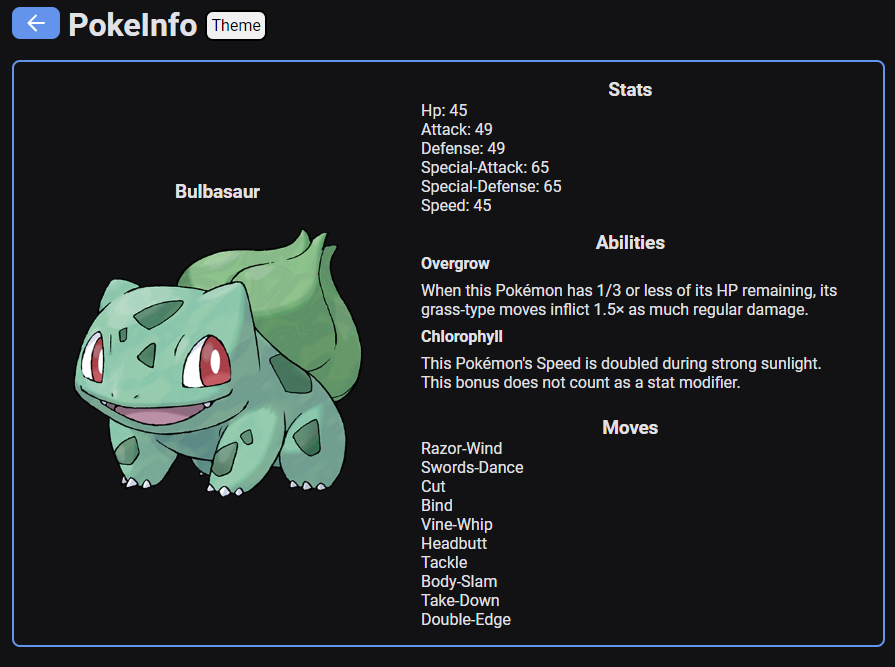 PokeInfo Theme
Bulbasaur
Stats
Hp: 45
Attack: 49
Defense: 49
Special-Attack: 65
Special-Defense: 65
Speed: 45
Abilities
Overgrow
When this Pokémon has 1/3 or less of its HP remaining, its
grass-type moves inflict 1.5× as much regular damage.
Chlorophyll
This Pokémon's Speed is doubled during strong sunlight.
This bonus does not count as a stat modifier.
Moves
Razor-Wind
Swords-Dance
Cut
Bind
Vine-Whip
Headbutt
Tackle
Body-Slam
Take-Down
Double-Edge